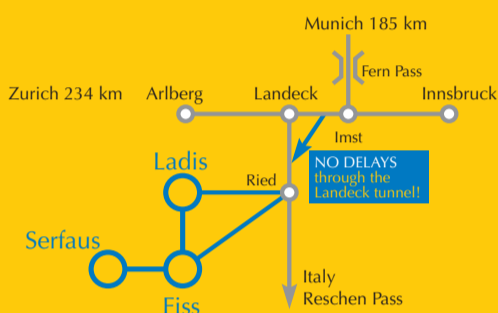 Munich 185 km
Fern Pass
Zurich 234 km Arlberg Landeck Innsbruck
Imst
NO DELAYS
through the
Landeck tunnel!
Ladis
Ried
Serfaus
Fiss
Italy
Reschen Pass